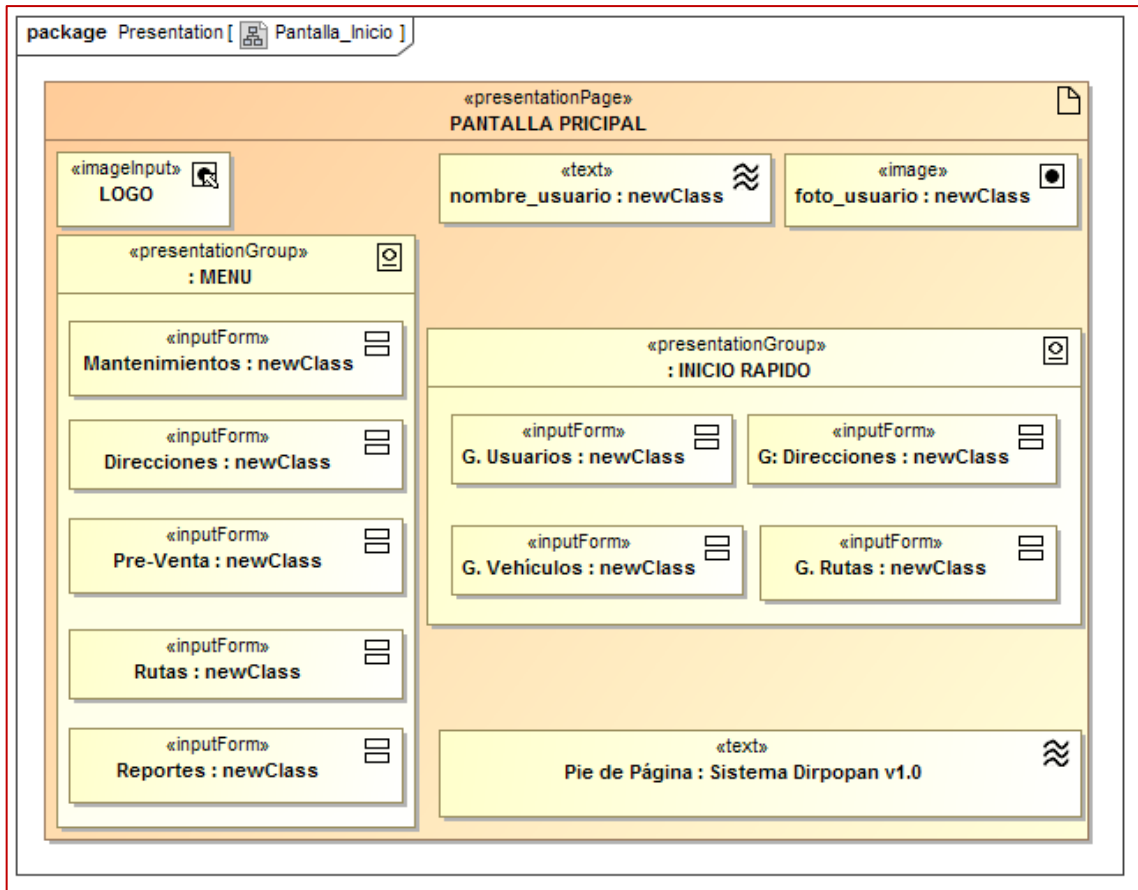 package Presentation [ Pantalla_Inicio ]
«presentationPage»
PANTALLA PRICIPAL
«imageInput»
LOGO
«text»
nombre_usuario : newClass
«image»
foto_usuario : newClass
«presentationGroup»
: MENU
«inputForm»
Mantenimientos : newClass
«inputForm»
Direcciones : newClass
«inputForm»
Pre-Venta : newClass
«inputForm»
Rutas : newClass
«inputForm»
Reportes : newClass
«presentationGroup»
: INICIO RAPIDO
«inputForm»
G. Usuarios : newClass
«inputForm»
G: Direcciones : newClass
«inputForm»
G. Vehículos : newClass
«inputForm»
G. Rutas : newClass
«text»
Pie de Página : Sistema Dirpopan v1.0